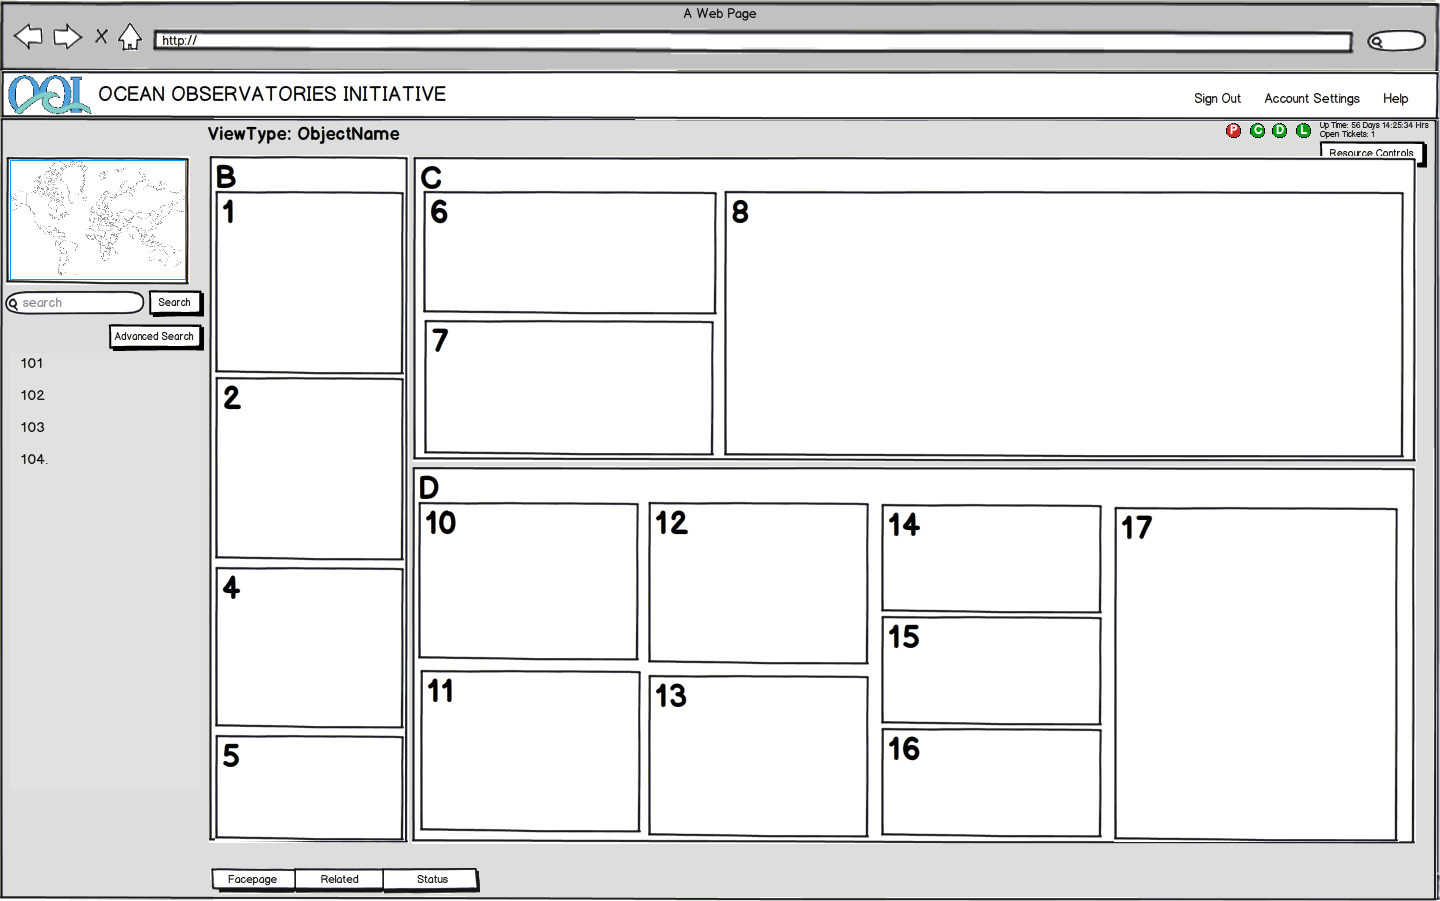 A Web Page
http://
OOI OCEAN OBSERVATORIES INITIATIVE
Sign Out Account Settings Help
ViewType: ObjectName
P C D L
Up Time: 56 Days 14:25:34 Hrs
Open Tickets: 1
Resource Controls
search Search
Advanced Search
101
102
103
104.
B
1
2
4
5
C
6
7
8
D
10
11
12
13
14
15
16
17
Facepage Related Status